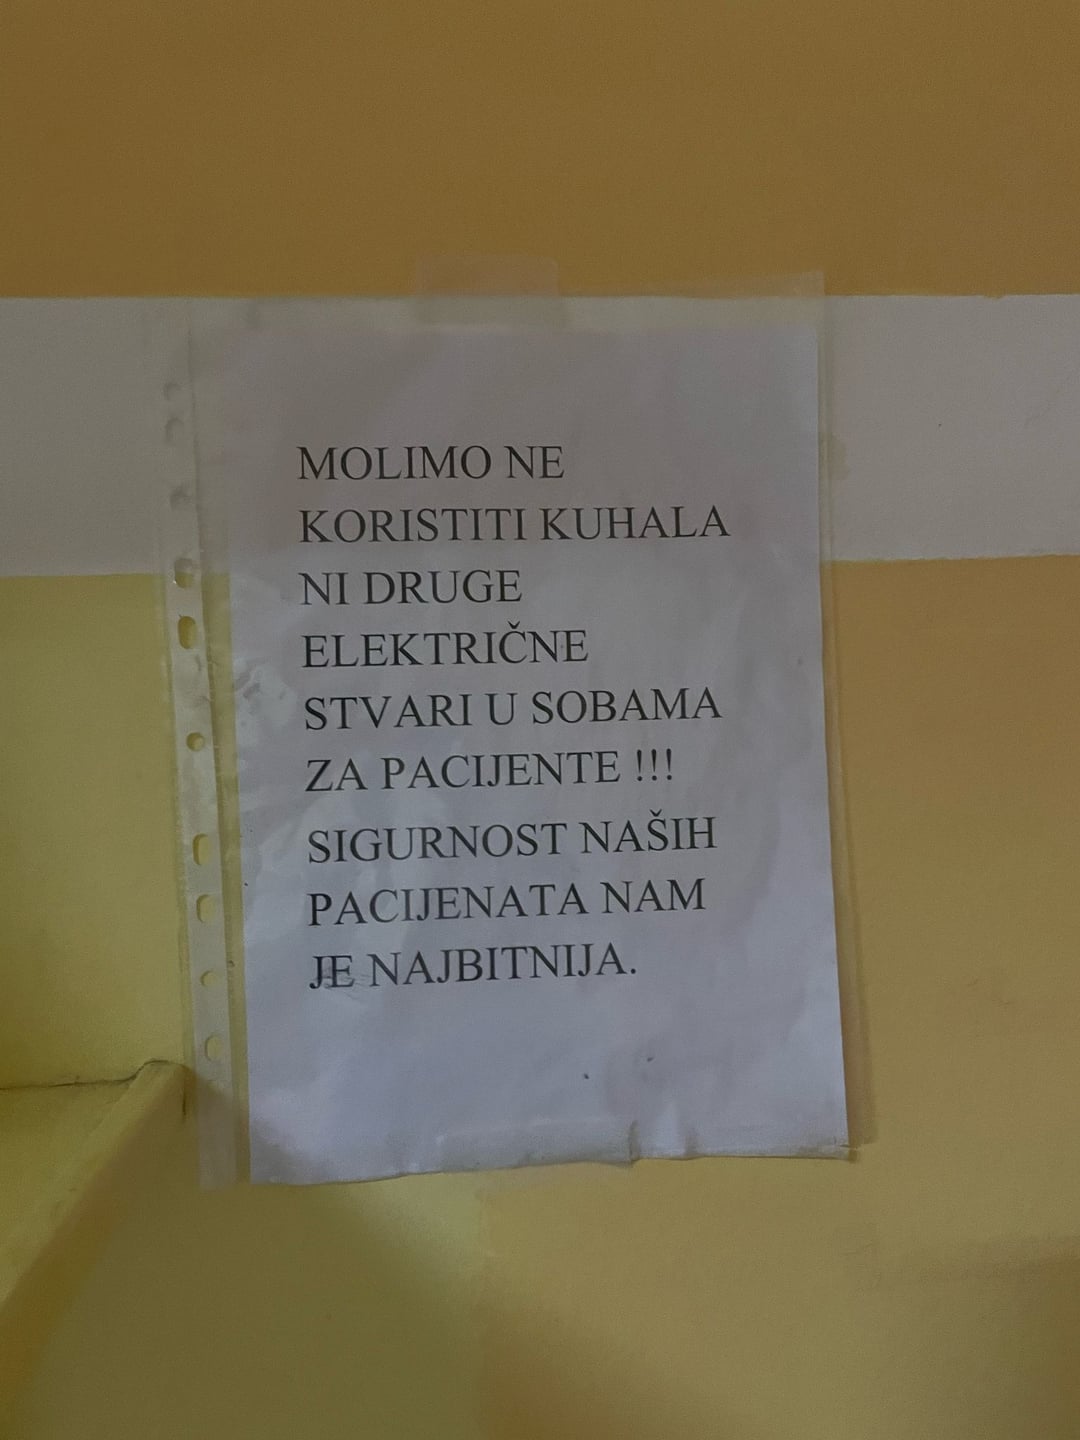 MOLIMO NE
KORISTITI KUHALA
NI DRUGE
ELEKTRIČNE
STVARI U SOBAMA
ZA PACIJENTE !!!
SIGURNOST NAŠIH
PACIJENATA NAM
JE NAJBITNIJA.